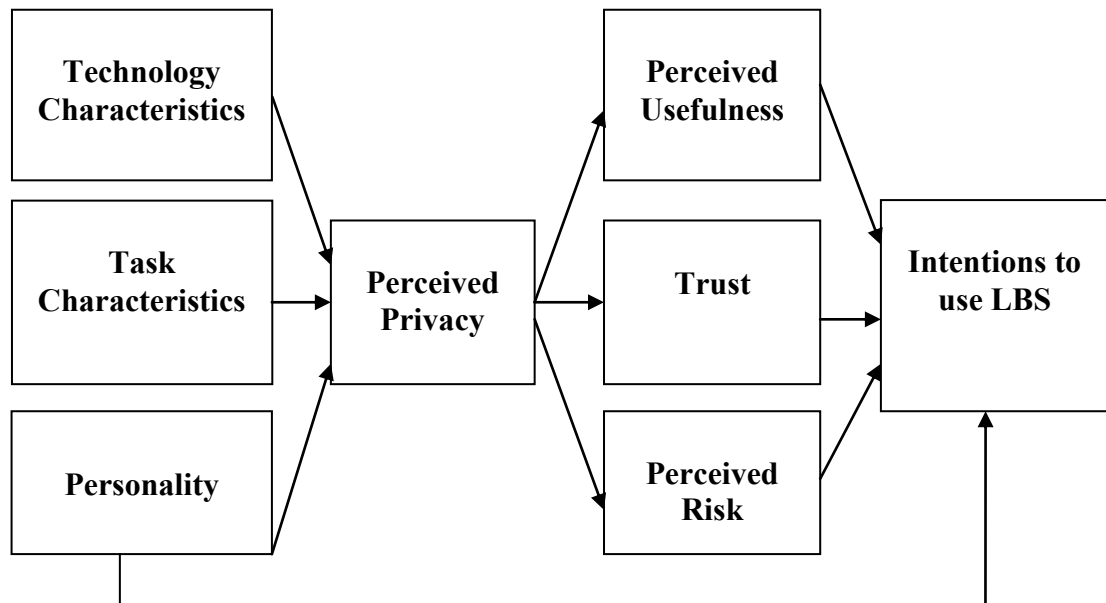 Technology
Characteristics
Task
Characteristics
Personality
Perceived
Privacy
Perceived
Usefulness
Trust
Perceived
Risk
Intentions to
use LBS